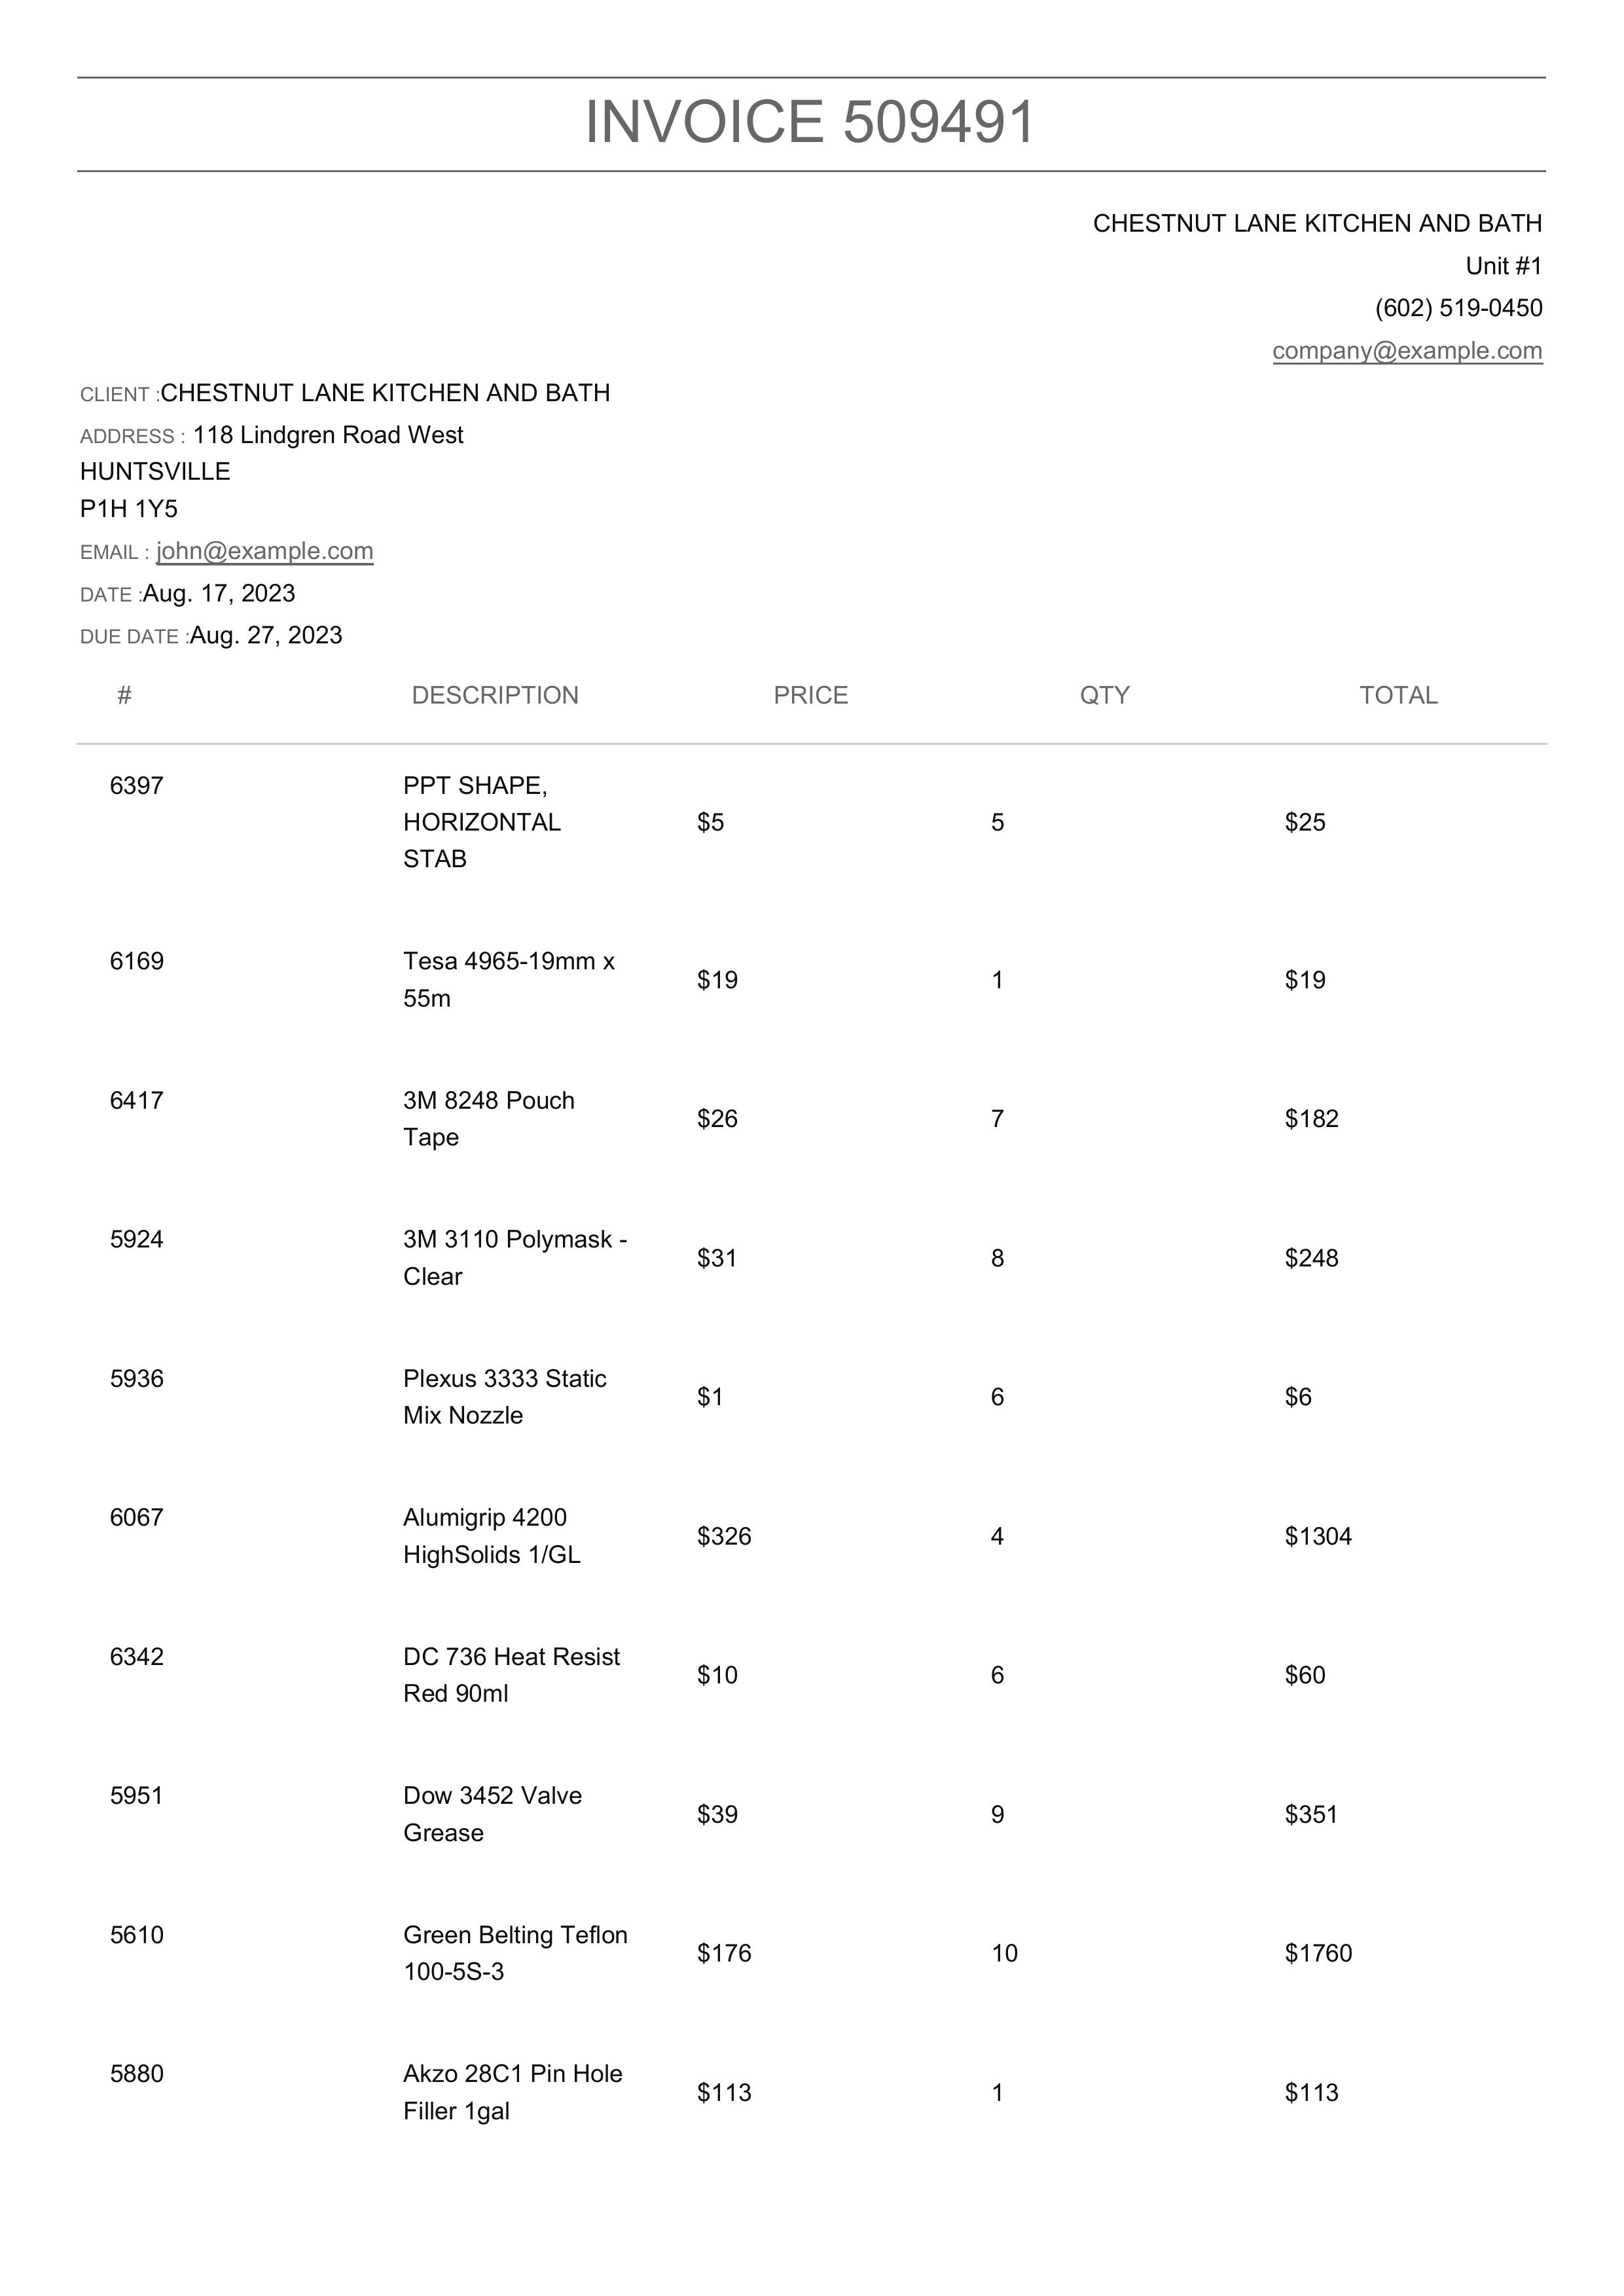 INVOICE 509491
CHESTNUT LANE KITCHEN AND BATH
Unit #1
(602) 519-0450
company@example.com
CLIENT :CHESTNUT LANE KITCHEN AND BATH
ADDRESS : 118 Lindgren Road West
HUNTSVILLE
P1H 1Y5
EMAIL : john@example.com
DATE :Aug. 17, 2023
DUE DATE :Aug. 27, 2023
# DESCRIPTION PRICE QTY TOTAL
6397 PPT SHAPE,
HORIZONTAL $5 5 $25
STAB
6169 Tesa 4965-19mm x
55m $19 1 $19
6417 3M 8248 Pouch
Tape $26 7 $182
5924 3M 3110 Polymask -
Clear $31 8 $248
5936 Plexus 3333 Static
Mix Nozzle $1 6 $6
6067 Alumigrip 4200
HighSolids 1/GL $326 4 $1304
6342 DC 736 Heat Resist
Red 90ml $10 6 $60
5951 Dow 3452 Valve
Grease $39 9 $351
5610 Green Belting Teflon
100-5S-3 $176 10 $1760
5880 Akzo 28C1 Pin Hole
Filler 1gal $113 1 $113